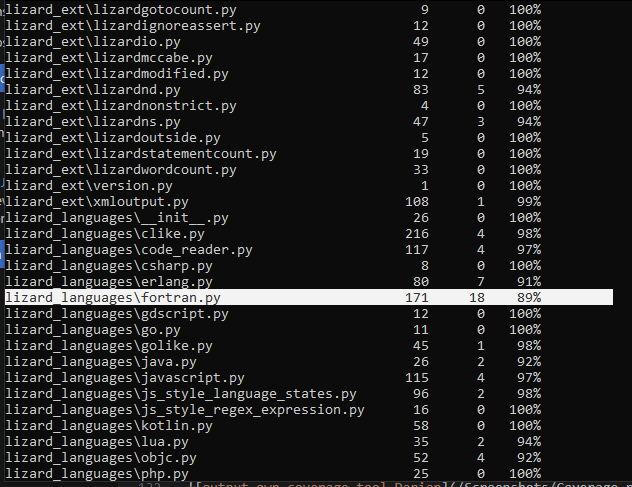 lizard_ext\lizardgotocount.py 9 0 100%
lizard_ext\lizardignoreassert.py 12 0 100%
lizard_ext\lizardio.py 49 0 100%
lizard_ext\lizardmccabe.py 17 0 100%
lizard_ext\lizardmodified.py 12 0 100%
lizard_ext\lizardnd.py 83 5 94%
lizard_ext\lizardnonstrict.py 4 0 100%
lizard_ext\lizardns.py 47 3 94%
lizard_ext\lizardoutside.py 5 0 100%
lizard_ext\lizardstatementcount.py 19 0 100%
lizard_ext\lizardwordcount.py 33 0 100%
lizard_ext\version.py 1 0 100%
lizard_ext\xmloutput.py 108 1 99%
lizard_languages\__init__.py 26 0 100%
lizard_languages\clike.py 216 4 98%
lizard_languages\code_reader.py 117 4 97%
lizard_languages\csharp.py 8 0 100%
lizard_languages\erlang.py 80 7 91%
lizard_languages\fortran.py 171 18 89%
lizard_languages\gdscript.py 12 0 100%
lizard_languages\go.py 11 0 100%
lizard_languages\golike.py 45 1 98%
lizard_languages\java.py 26 2 92%
lizard_languages\javascript.py 115 4 97%
lizard_languages\js_style_language_states.py 96 2 98%
lizard_languages\js_style_regex_expression.py 16 0 100%
lizard_languages\kotlin.py 58 0 100%
lizard_languages\lua.py 35 2 94%
lizard_languages\objc.py 52 4 92%
lizard_languages\php.py 25 0 100%